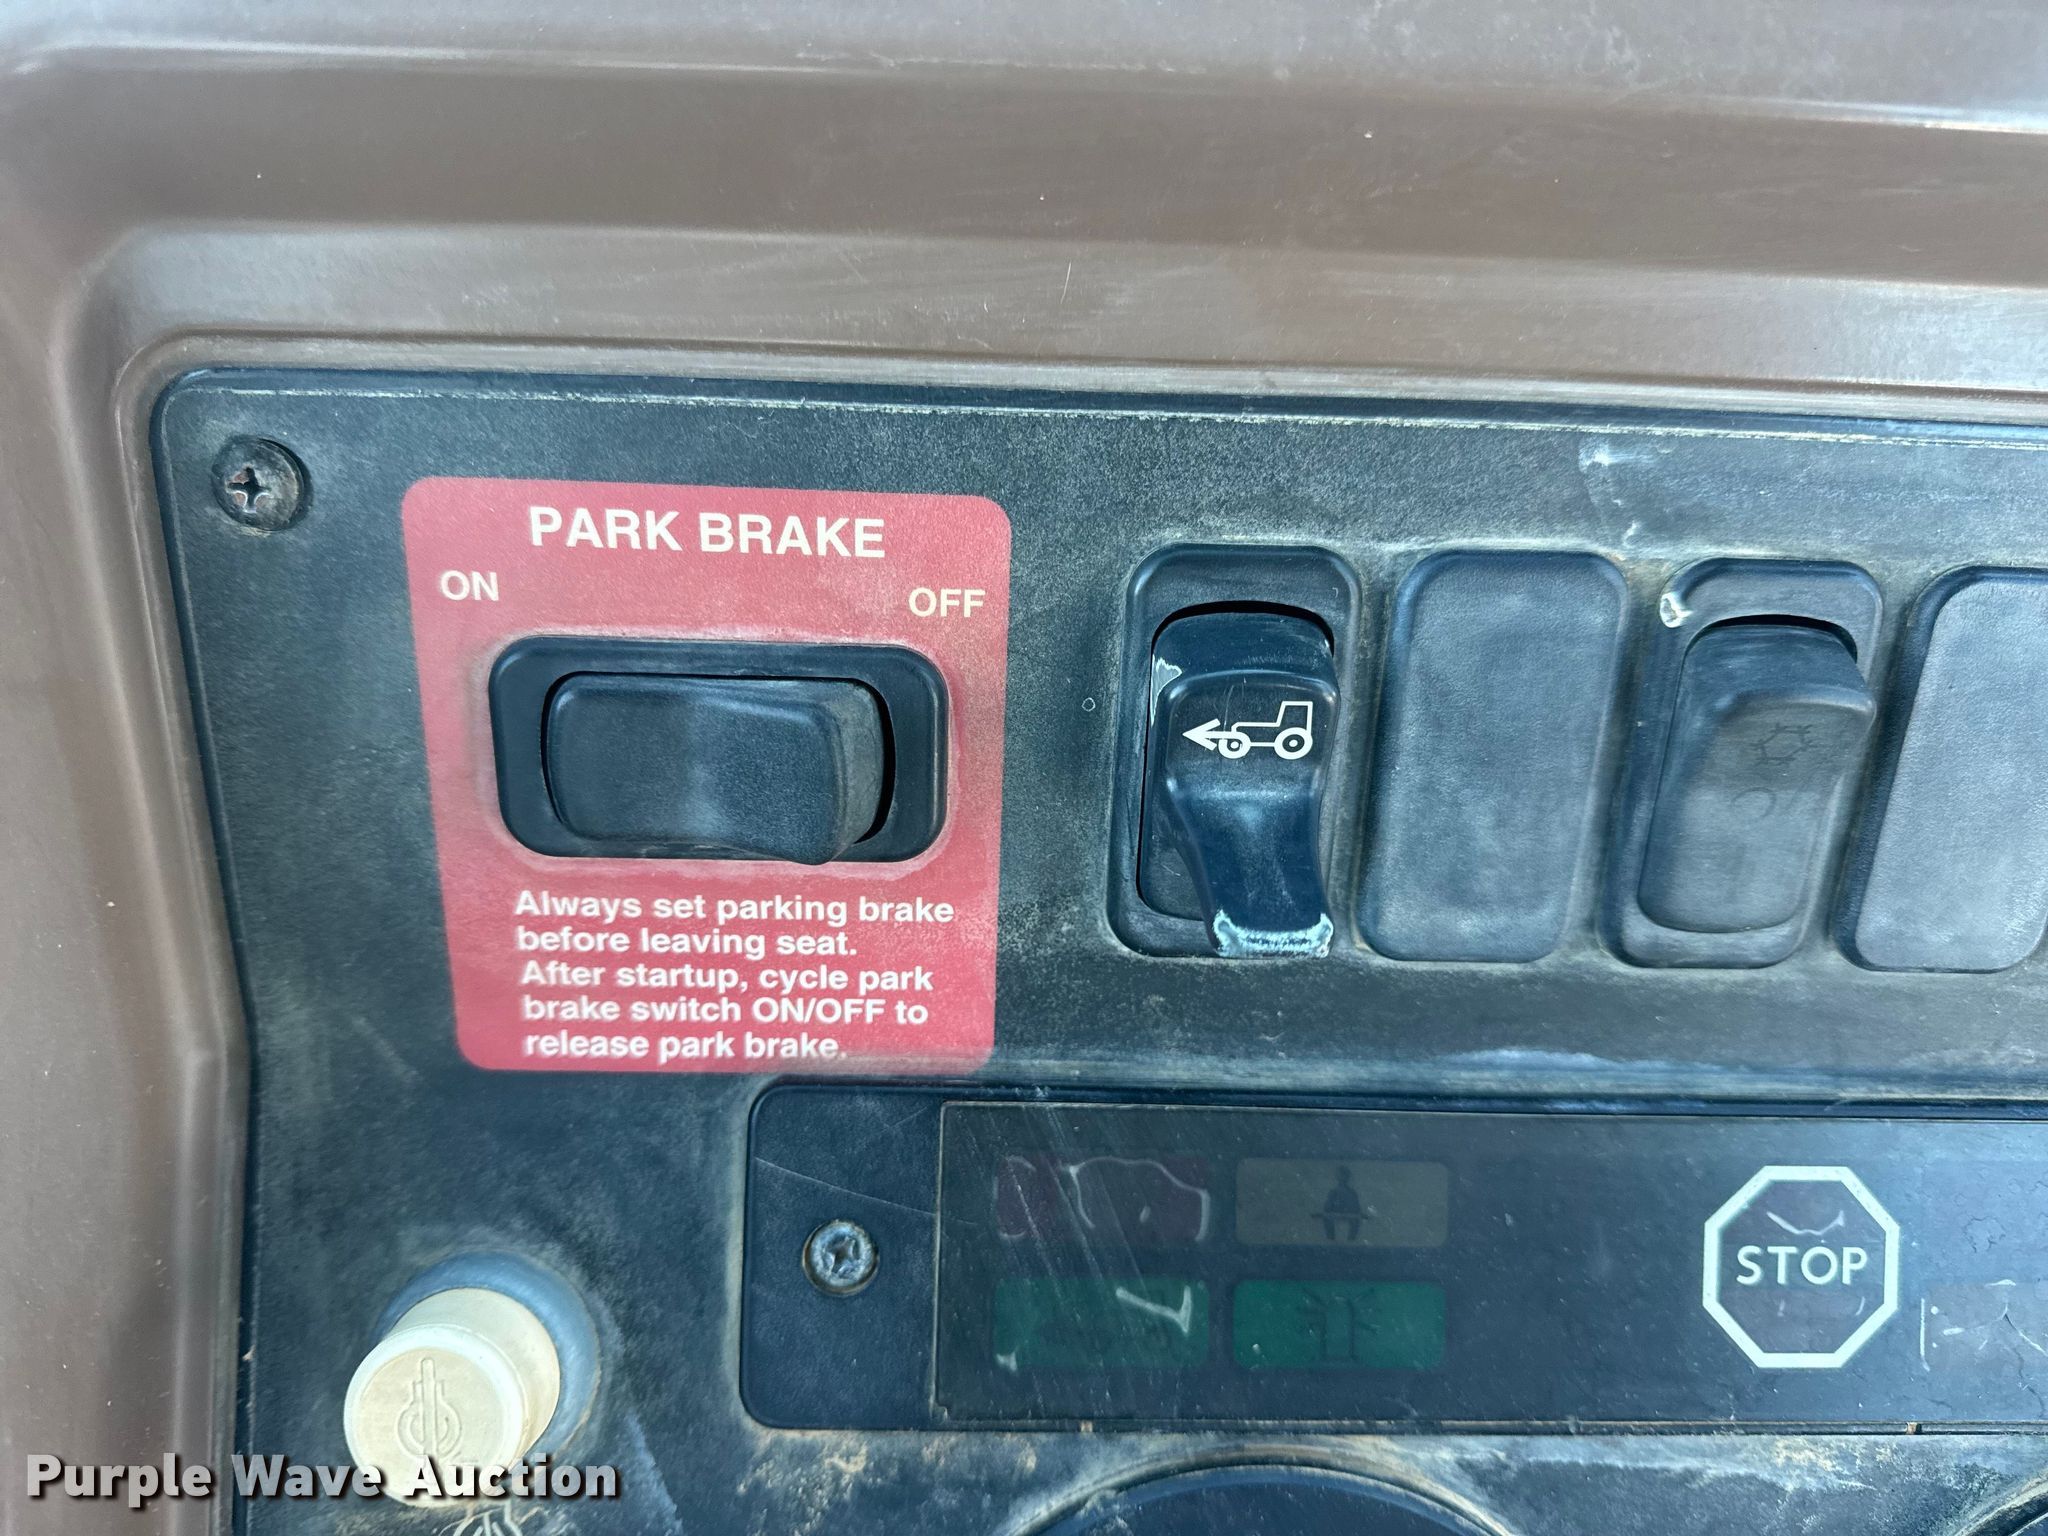 PARK BRAKE
ON
OFF
Always set parking brake
before leaving seat.
After startup, cycle park
brake switch ON/OFF to
release park brake.
STOP
Purple Wave Auction